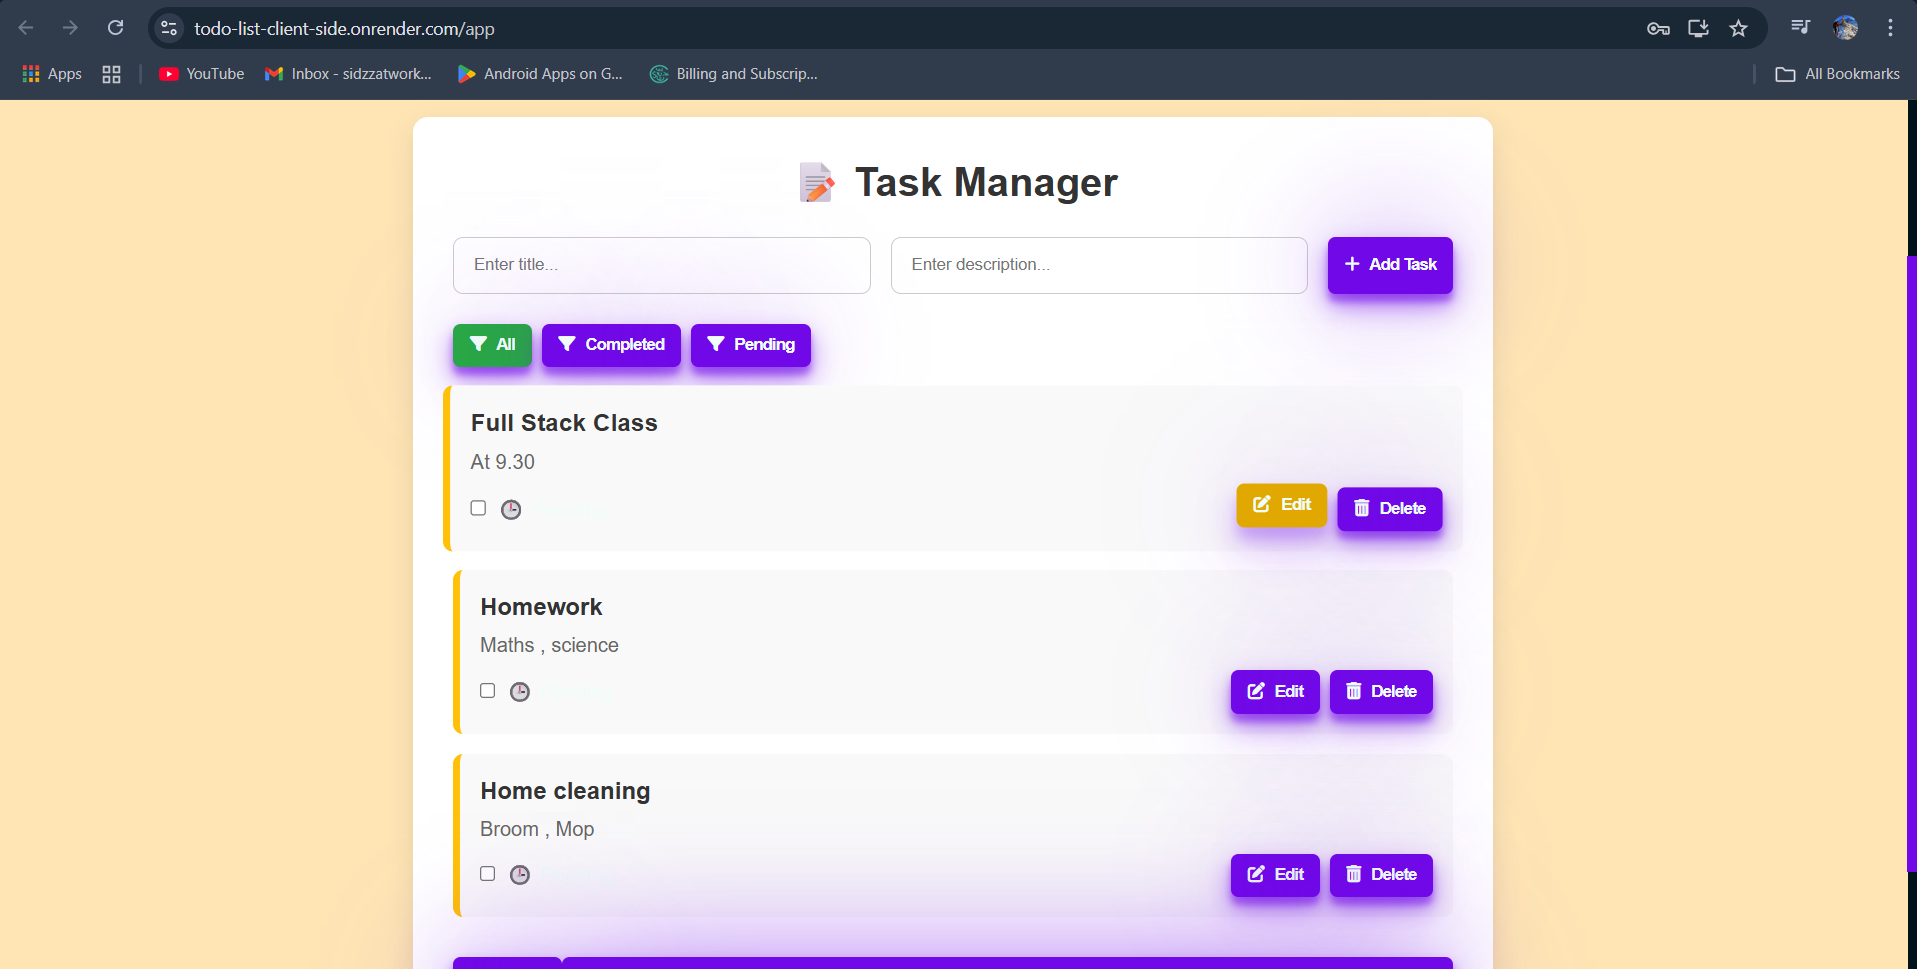 todo-list-client-side.onrender.com/app
Apps YouTube Inbox - sidzzatwork... Android Apps on G... Billing and Subscrip... All Bookmarks
Task Manager
Enter title... Enter description... Add Task
All Completed Pending
Full Stack Class
At 9.30
Edit Delete
Homework
Maths , science
Edit Delete
Home cleaning
Broom , Mop
Edit Delete